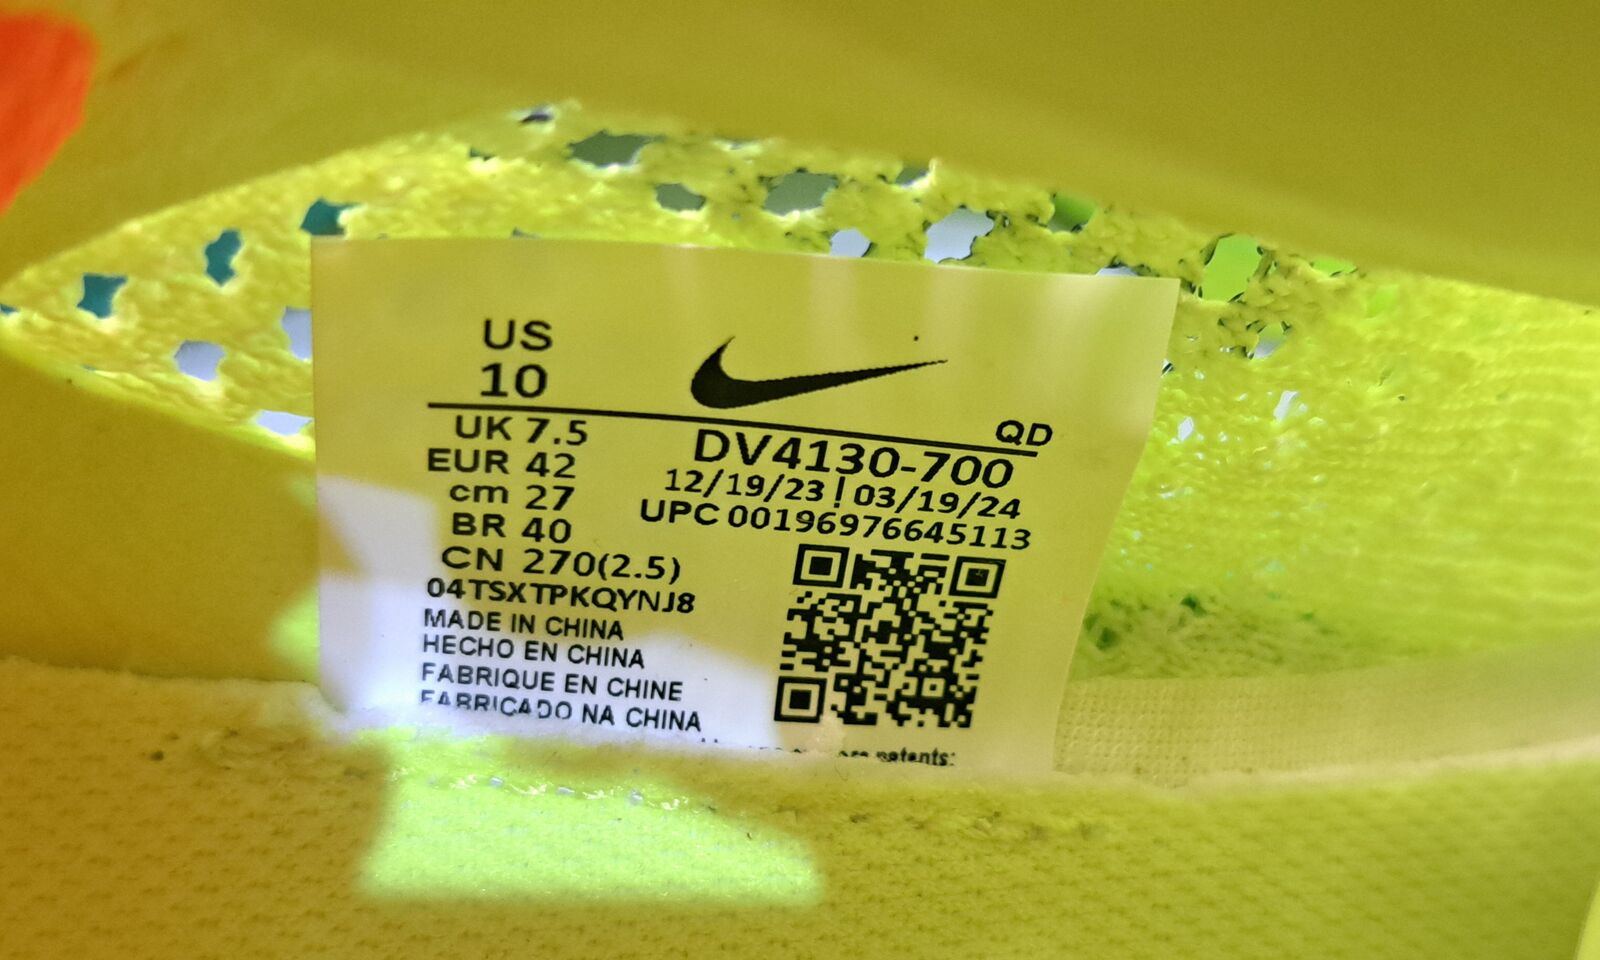 US
10
QD
UK 7.5
EUR 42
cm 27
BR 40
CN 270(2.5)
04TSXTPKQYNJ8
MADE IN CHINA
HECHO EN CHINA
FABRIQUE EN CHINE
FABRICADO NA CHINA
DV4130-700
12/19/23 | 03/19/24
UPC 00196976645113
patents: